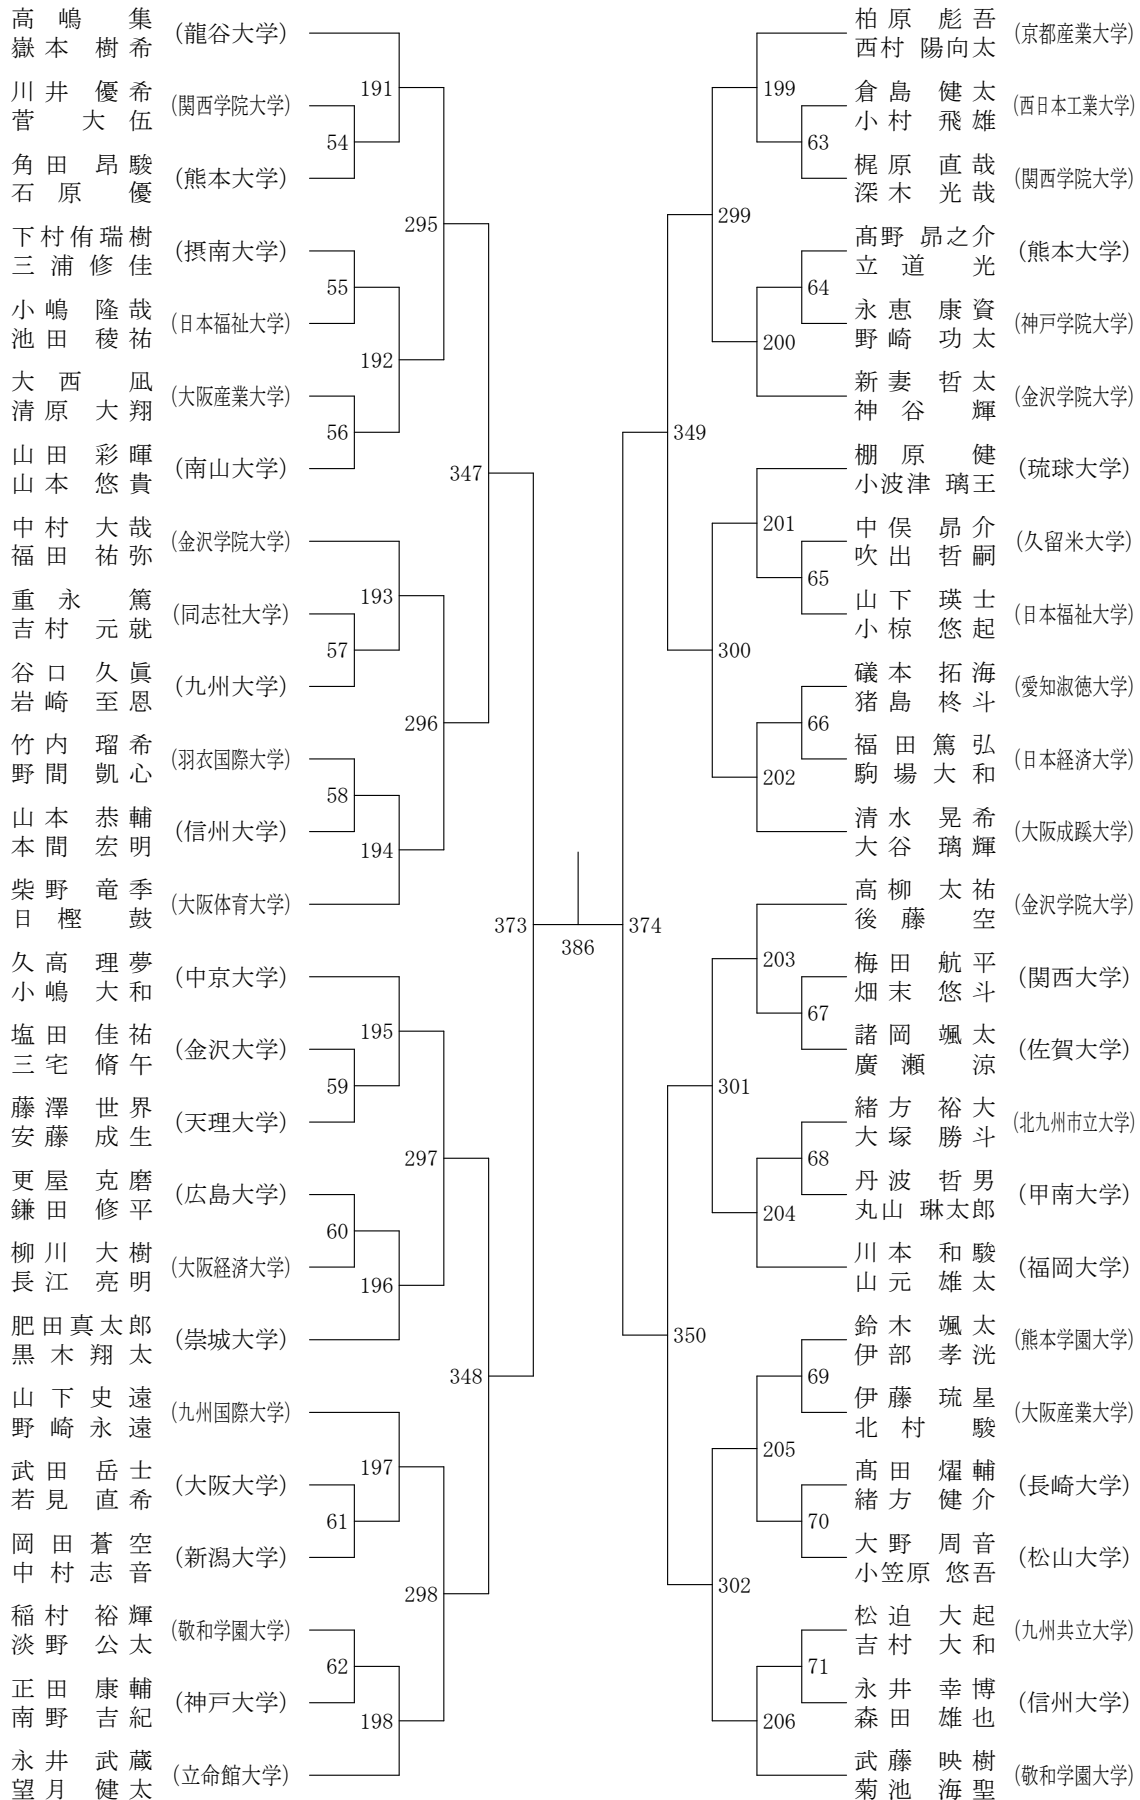 高嶋 集
嶽本 樹希
(龍谷大学)
川井 優希
菅 大伍
(関西学院大学)
角田 昂駿
石原 優
(熊本大学)
下村侑瑞樹
三浦修佳
(摂南大学)
小嶋 隆哉
池田 稜祐
(日本福祉大学)
大西 凪
清原 大翔
(大阪産業大学)
山田 彩暉
山本 悠貴
(南山大学)
中村 大哉
福田 祐弥
(金沢学院大学)
重永 篤
吉村 元就
(同志社大学)
谷口 久眞
岩崎 至恩
(九州大学)
竹内 瑠希
野間 凱心
(羽衣国際大学)
山本 恭輔
本間 宏明
(信州大学)
柴野 竜季
日樫 鼓
(大阪体育大学)
久高 理夢
小嶋 大和
(中京大学)
塩田 佳祐
三宅 脩午
(金沢大学)
藤澤 世界
安藤 成生
(天理大学)
更屋 克磨
鎌田 修平
(広島大学)
柳川 大樹
長江 亮明
(大阪経済大学)
肥田真太郎
黒木翔太
(崇城大学)
山下史遠
野崎永遠
(九州国際大学)
武田 岳士
若見 直希
(大阪大学)
岡田蒼空
中村志音
(新潟大学)
稲村 裕輝
淡野 公太
(敬和学園大学)
正田 康輔
南野 吉紀
(神戸大学)
永井 武蔵
望月 健太
(立命館大学)
191
54
295
55
192
56
347
193
57
296
58
194
373
195
59
297
60
196
348
197
61
298
62
198
386
374
199
63
299
64
200
349
201
65
300
66
202
203
67
301
68
204
350
69
205
70
302
71
206
柏原 彪吾
西村 陽向太
(京都産業大学)
倉島 健太
小村 飛雄
(西日本工業大学)
梶原 直哉
深木 光哉
(関西学院大学)
髙野 昴之介
立道 光
(熊本大学)
永恵 康資
野崎 功太
(神戸学院大学)
新妻 哲太
神谷 輝
(金沢学院大学)
棚原 健
小波津 璃王
(琉球大学)
中俣 昴介
吹出 哲嗣
(久留米大学)
山下 瑛士
小椋 悠起
(日本福祉大学)
礒本 拓海
猪島 柊斗
(愛知淑徳大学)
福田篤弘
駒場大和
(日本経済大学)
清水 晃希
大谷 璃輝
(大阪成蹊大学)
高柳 太祐
後藤 空
(金沢学院大学)
梅田 航平
畑末 悠斗
(関西大学)
諸岡 颯太
廣瀬 涼
(佐賀大学)
緒方 裕大
大塚 勝斗
(北九州市立大学)
丹波 哲男
丸山 琳太郎
(甲南大学)
川本 和駿
山元 雄太
(福岡大学)
鈴木 颯太
伊部 孝洸
(熊本学園大学)
伊藤 琉星
北村 駿
(大阪産業大学)
髙田 燿輔
緒方 健介
(長崎大学)
大野 周音
小笠原 悠吾
(松山大学)
松迫 大起
吉村 大和
(九州共立大学)
永井 幸博
森田 雄也
(信州大学)
武藤 映樹
菊池 海聖
(敬和学園大学)